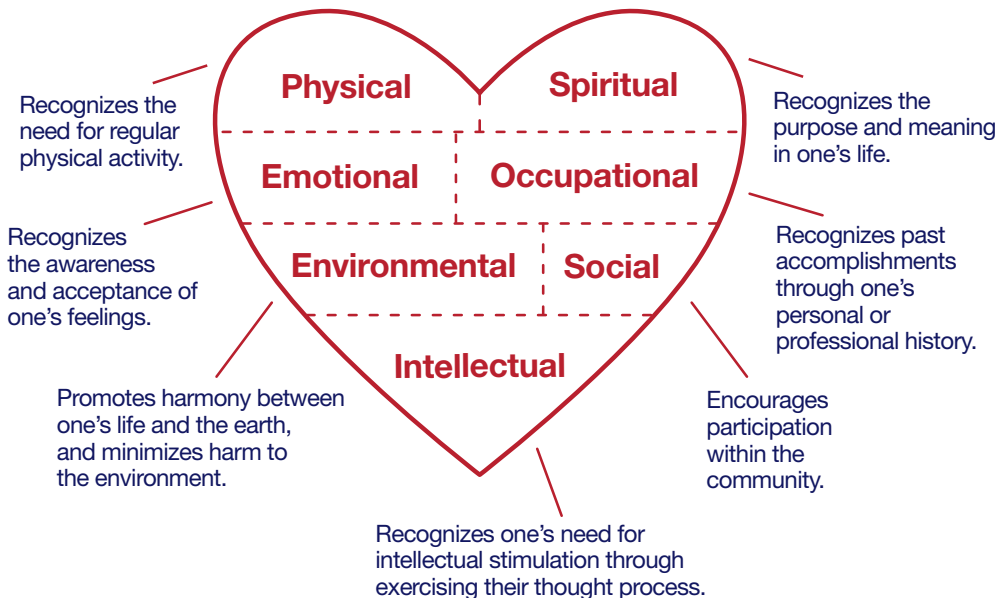 Physical
Spiritual
Recognizes the
need for regular
physical activity.
Recognizes the
purpose and meaning
in one’s life.
Emotional
Occupational
Recognizes
the awareness
and acceptance of
one’s feelings.
Recognizes past
accomplishments
through one’s
personal or
professional history.
Environmental
Social
Promotes harmony between
one’s life and the earth,
and minimizes harm to
the environment.
Encourages
participation
within the
community.
Intellectual
Recognizes one’s need for
intellectual stimulation through
exercising their thought process.